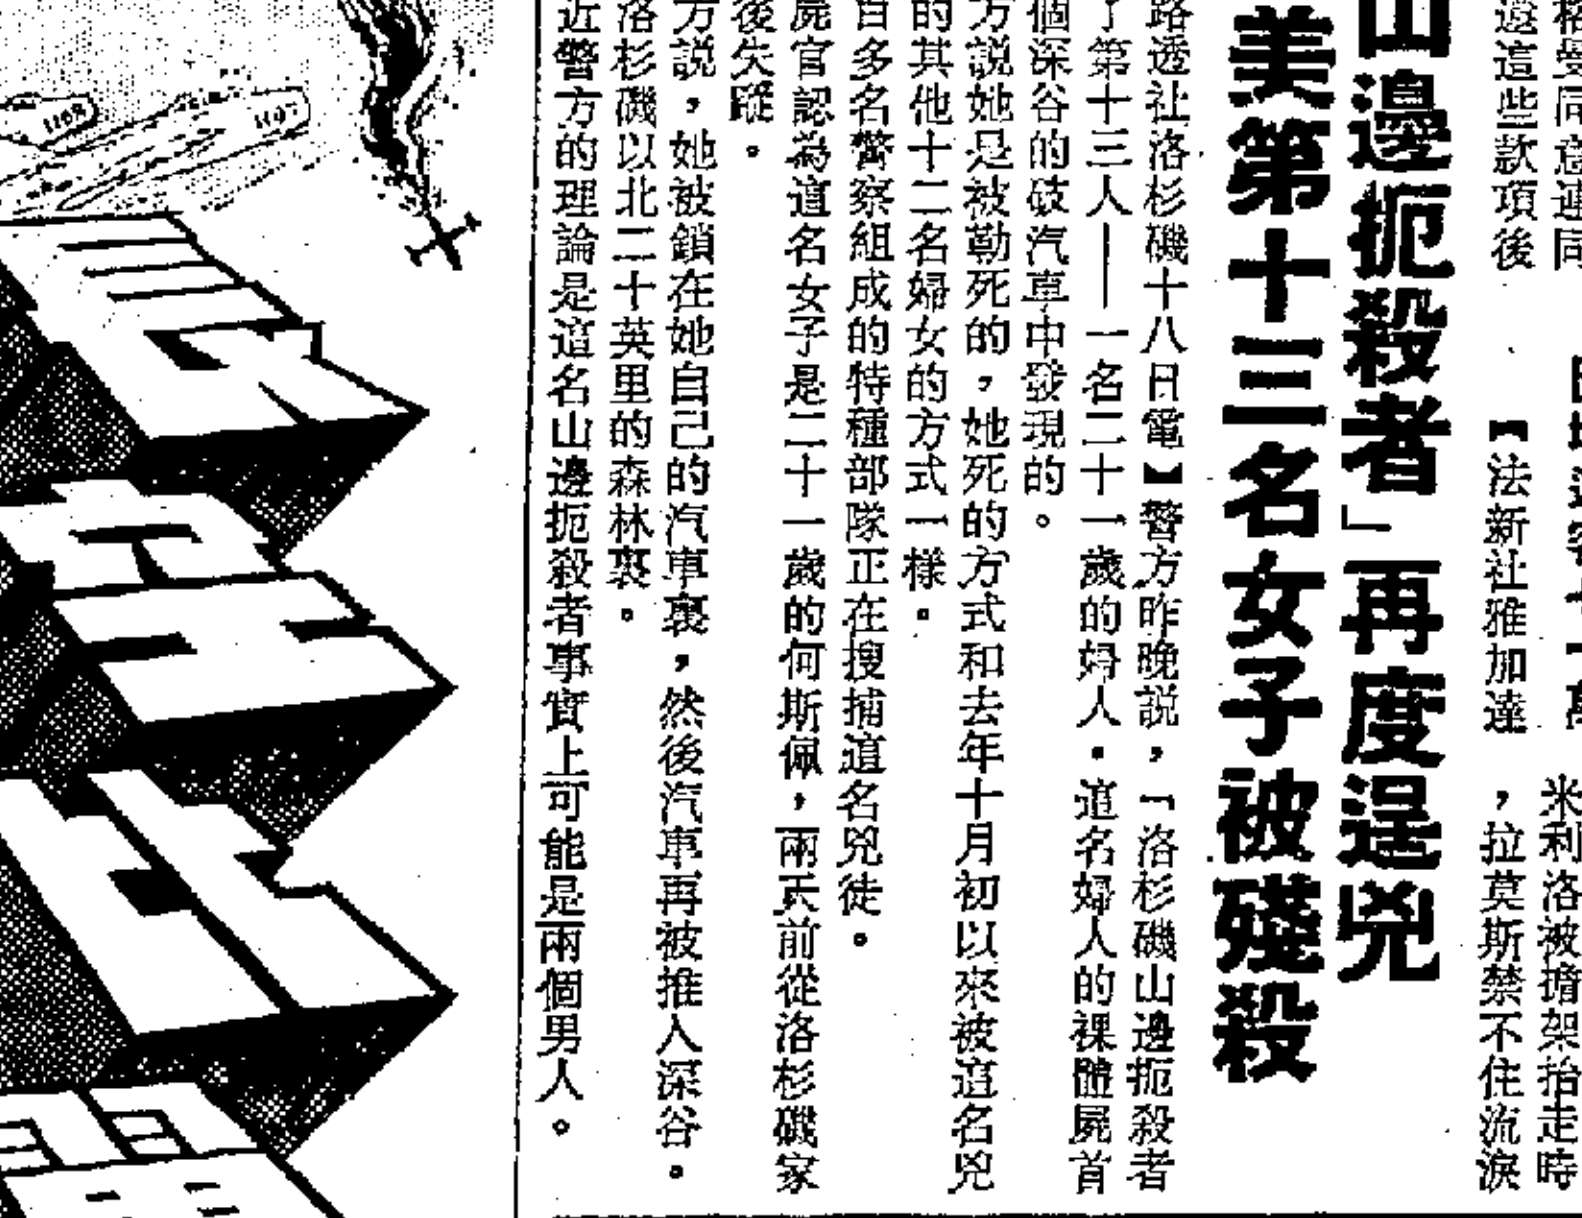 格曼同意連同
還這些款項後
【法新社雅加達
米利洛被擔架抬走時
，拉莫斯禁不住流淚
山邊扼殺者」再度逞兇
美第十三名女子被殘殺
路透社洛杉磯十八日電】警方昨晚説，「洛杉磯山邊扼殺者
了第十三人——一名二十一歲的婦人。這名婦人的裸體屍首
個深谷的破汽車中發現的。
方説她是被勒死的，她死的方式和去年十月初以來被這名兇
的其他十二名婦女的方式一樣。
百多名警察組成的特種部隊正在搜捕這名兇徒。
屍官認為這名女子是二十一歲的何斯佩，兩天前從洛杉磯家
後失蹤。
方説，她被鎖在她自己的汽車裏，然後汽車再被推入深谷。
洛杉磯以北二十英里的森林裏。
近警方的理論是這名山邊扼殺者事實上可能是兩個男人。